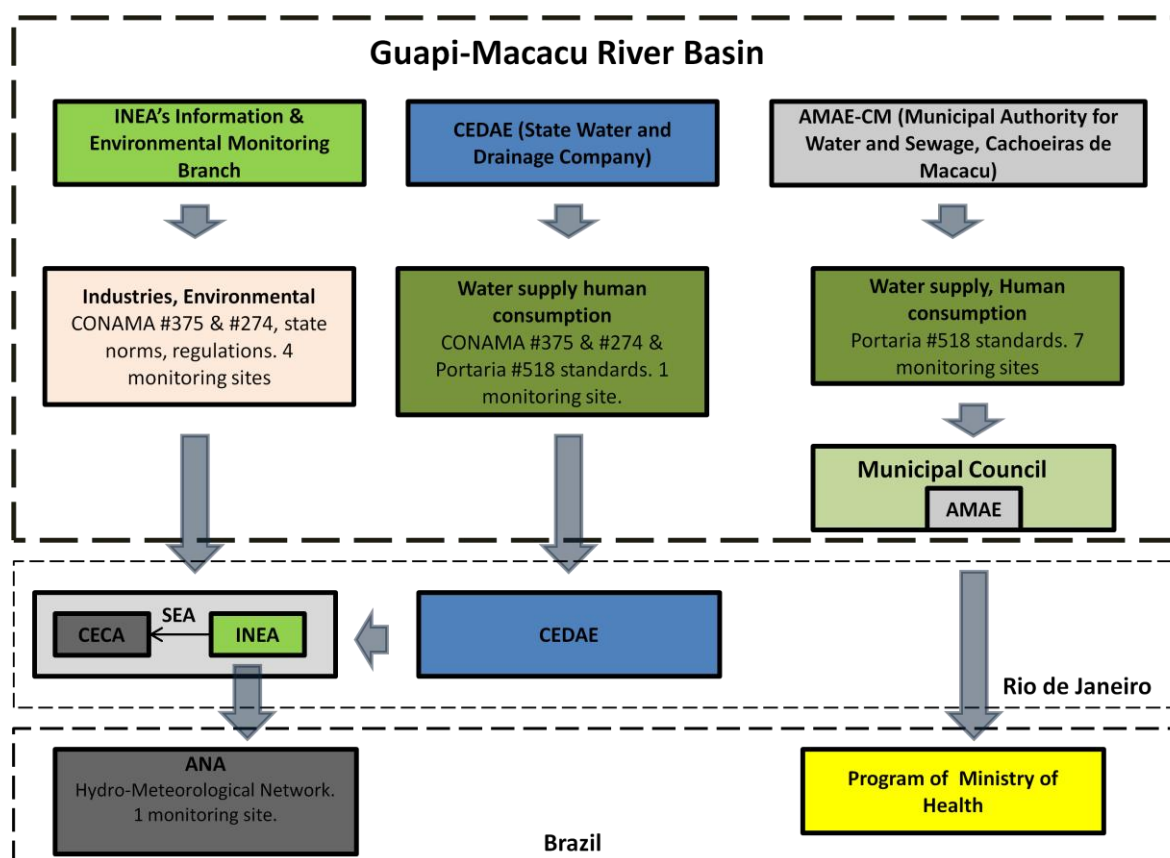 Guapi-Macacu River Basin
INEA's Information &
Environmental Monitoring
Branch
CEDAE (State Water and
Drainage Company)
AMAE-CM (Municipal Authority for
Water and Sewage, Cachoeiras de
Macacu)
Industries, Environmental
CONAMA #375 & #274, state
norms, regulations. 4
monitoring sites
Water supply human
consumption
CONAMA #375 & #274 &
Portaria #518 standards. 1
monitoring site.
Water supply, Human
consumption
Portaria #518 standards. 7
monitoring sites
Municipal Council
AMAE
SEA
CECA
INEA
CEDAE
Rio de Janeiro
ANA
Hydro-Meteorological Network.
1 monitoring site.
Program of Ministry of
Health
Brazil